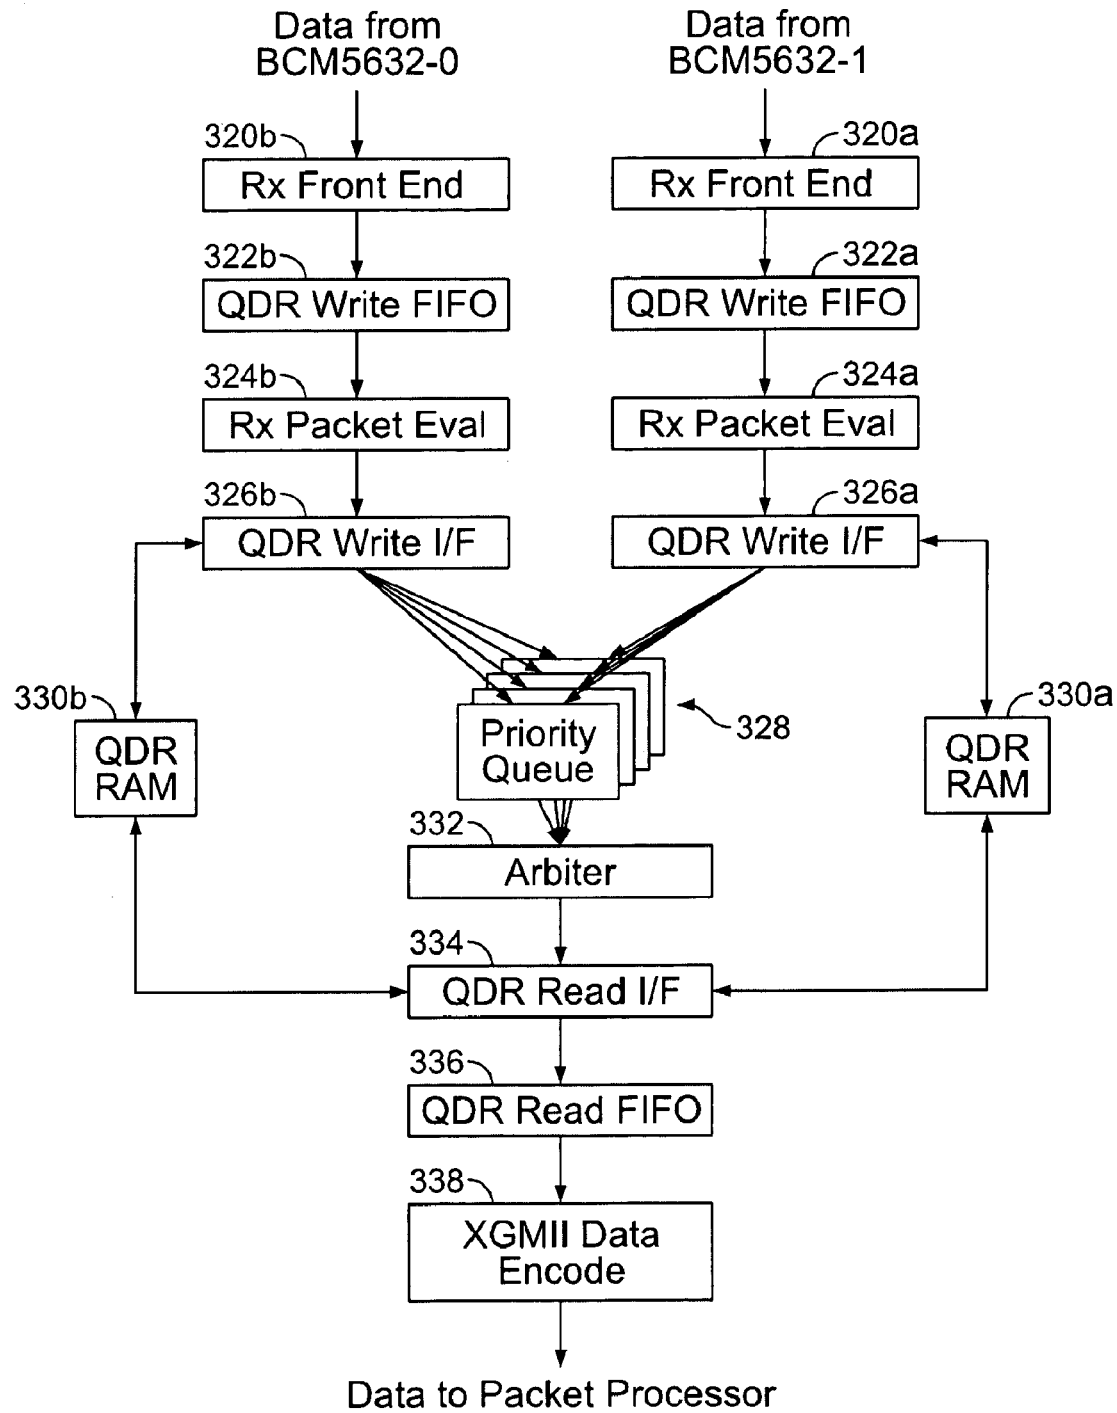 Data from
BCM5632-0
Data from
BCM5632-1
320b
320a
Rx Front End
Rx Front End
322b
322a
QDR Write FIFO
QDR Write FIFO
324b
324a
Rx Packet Eval
Rx Packet Eval
326b
326a
QDR Write I/F
QDR Write I/F
330b
330a
328
QDR
RAM
Priority
Queue
QDR
RAM
332
Arbiter
334
QDR Read I/F
336
QDR Read FIFO
338
XGMII Data
Encode
Data to Packet Processor